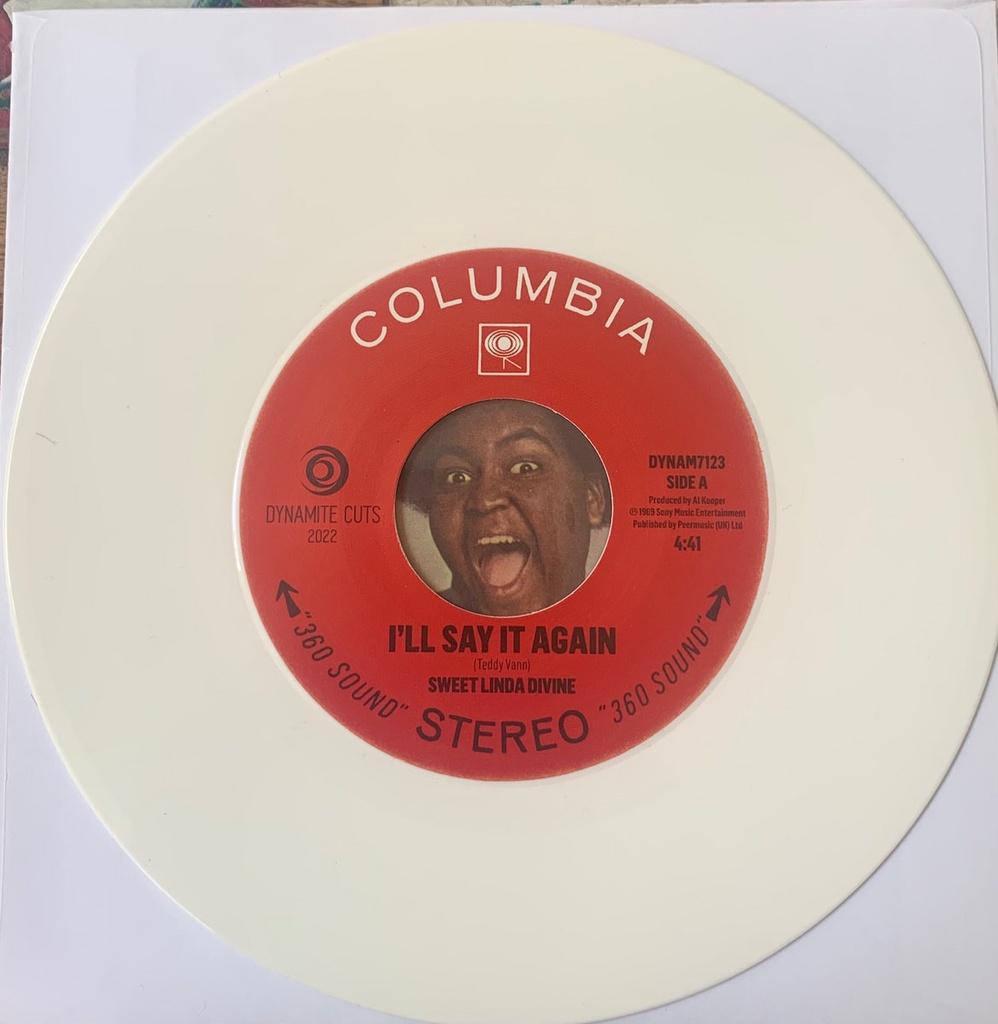 COLUMBIA
DYNAMITE CUTS
2022
DYNAM7123
SIDE A
Produced by Al Kooper
℗ 1969 Sony Music Entertainment
Published by Peermusic (UK) Ltd
4:41
I'LL SAY IT AGAIN
(Teddy Vann)
SWEET LINDA DIVINE
"360 SOUND" STEREO "360 SOUND"